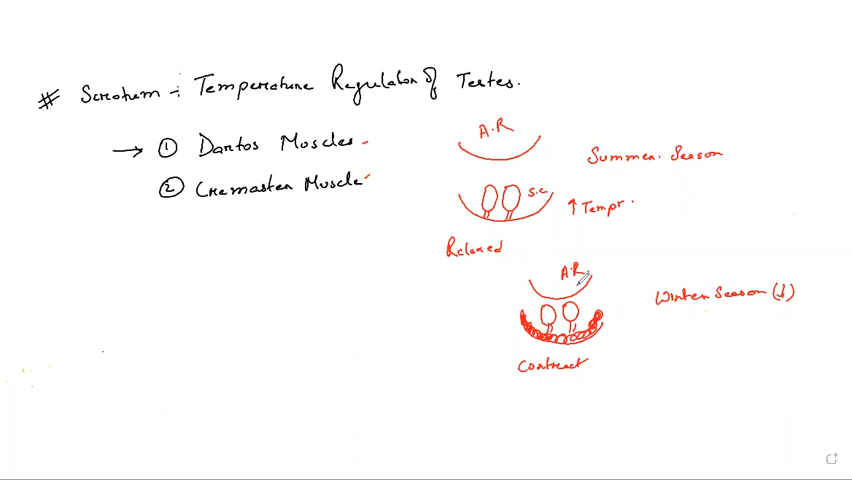 # Scrotum ÷ Temperature Regulation of Testes.
→ ① Dartos Muscles -
② Cremaster Muscle -
A.R
Summer. Season
S.C
↑ Tempr.
Relaxed
A.R
Winter Season (↓)
Contract